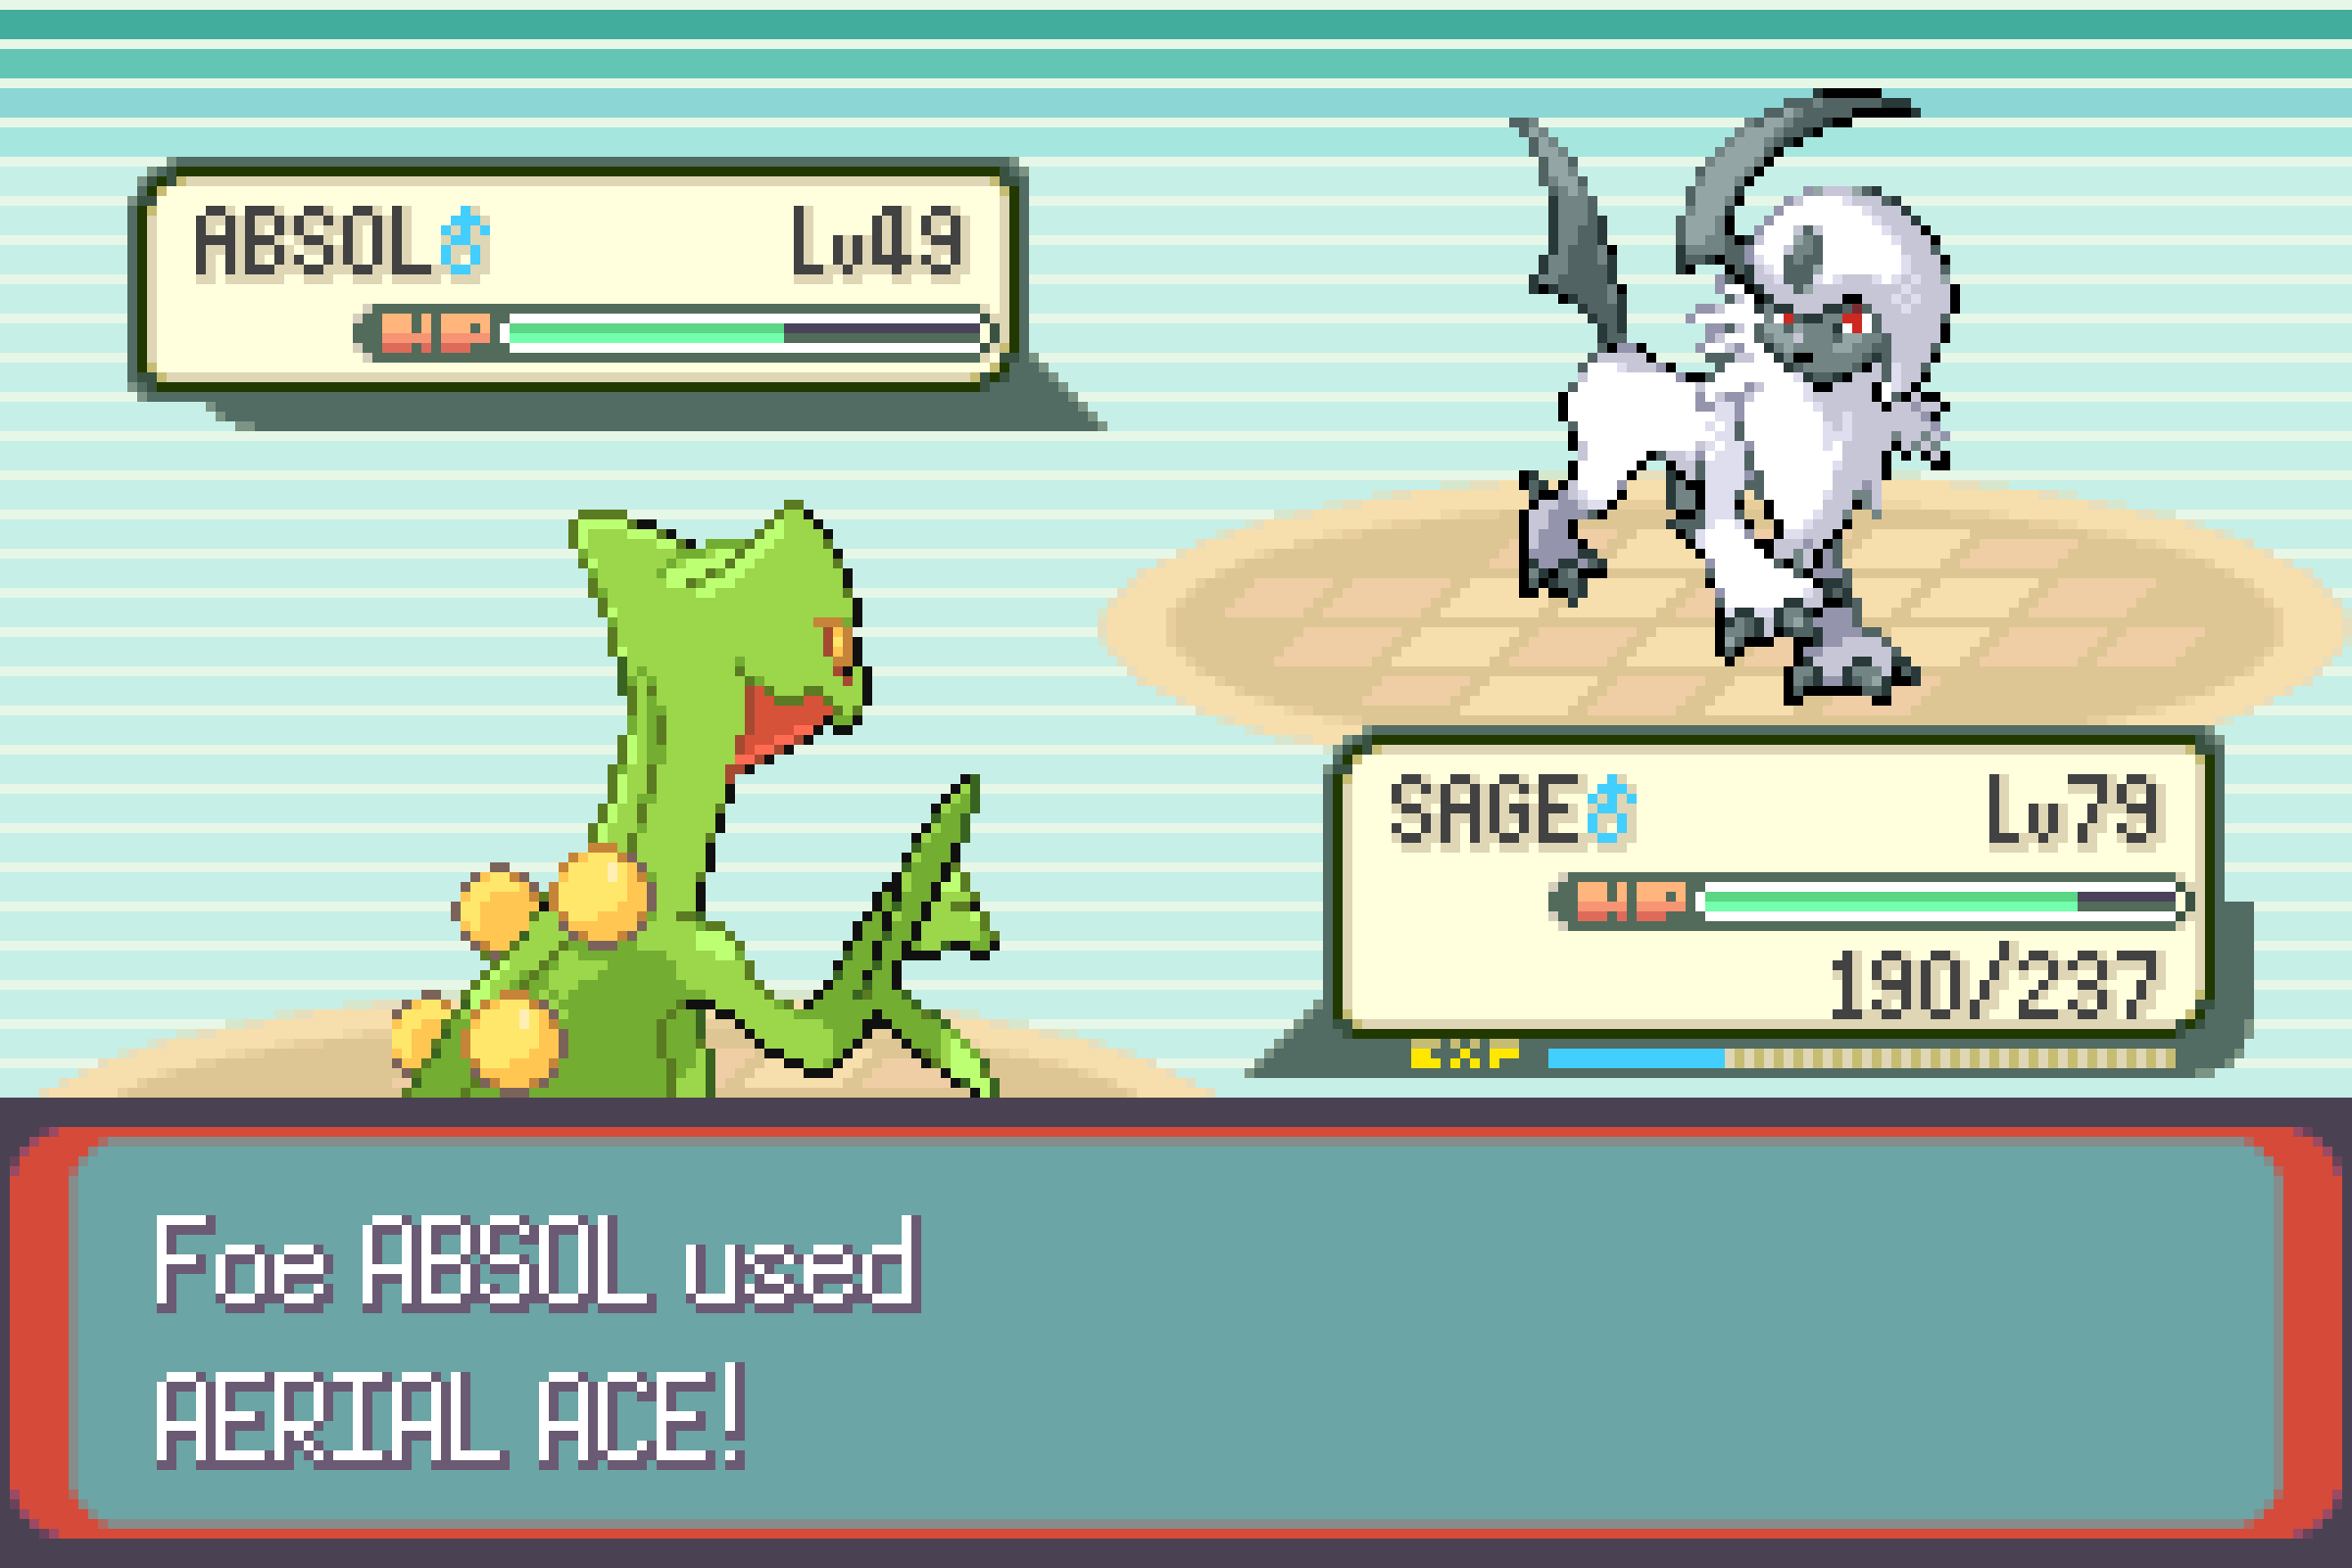 ABSOL♂ Lv49
HP
SAGE♂ Lv79
HP
190/237
EXP
Foe ABSOL used
AERIAL ACE!